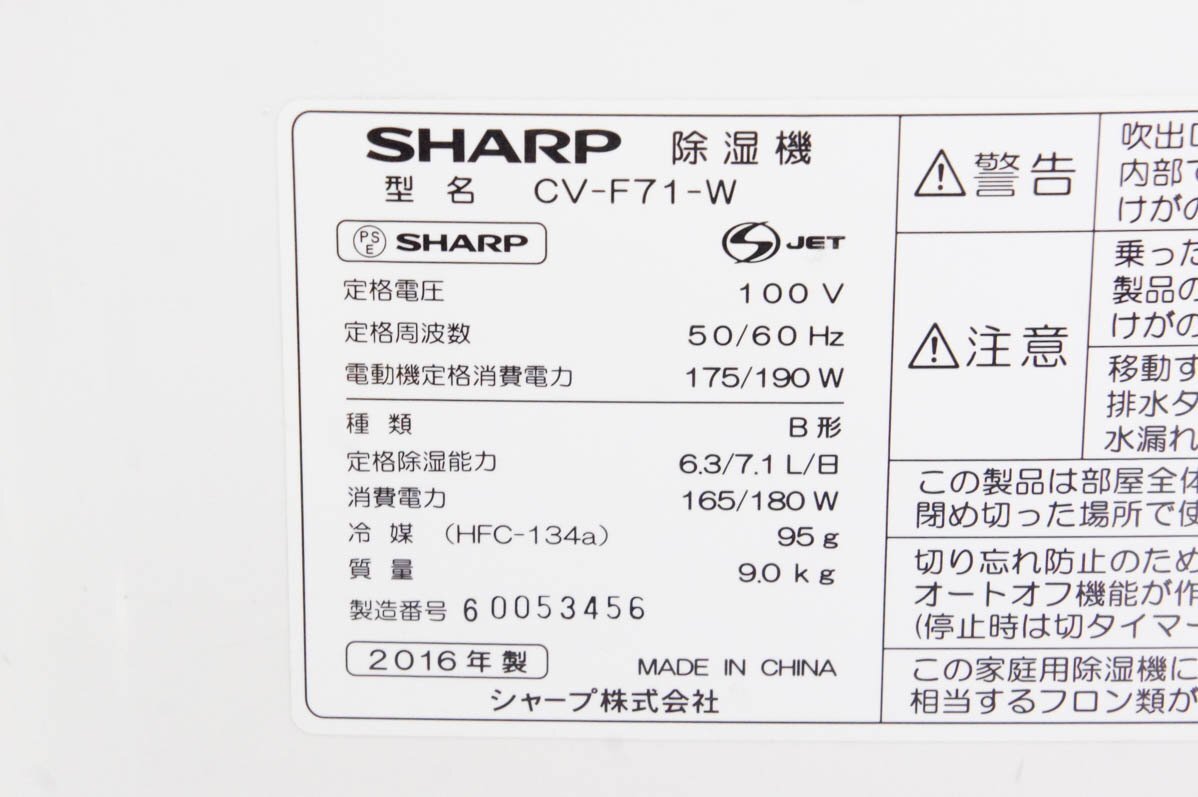 SHARP 除湿機
型名 CV-F71-W
PSE SHARP
S JET
定格電圧 100 V
定格周波数 50/60 Hz
電動機定格消費電力 175/190 W
種類 B形
定格除湿能力 6.3/7.1 L/日
消費電力 165/180 W
冷媒 (HFC-134a) 95 g
質量 9.0 kg
製造番号 60053456
2016年製 MADE IN CHINA
シャープ株式会社
警告
吹出口
内部で
けがの
注意
乗った
製品の
けがの
移動す
排水タ
水漏れ
この製品は部屋全体
閉め切った場所で使
切り忘れ防止のため
オートオフ機能が作
(停止時は切タイマー
この家庭用除湿機に
相当するフロン類が